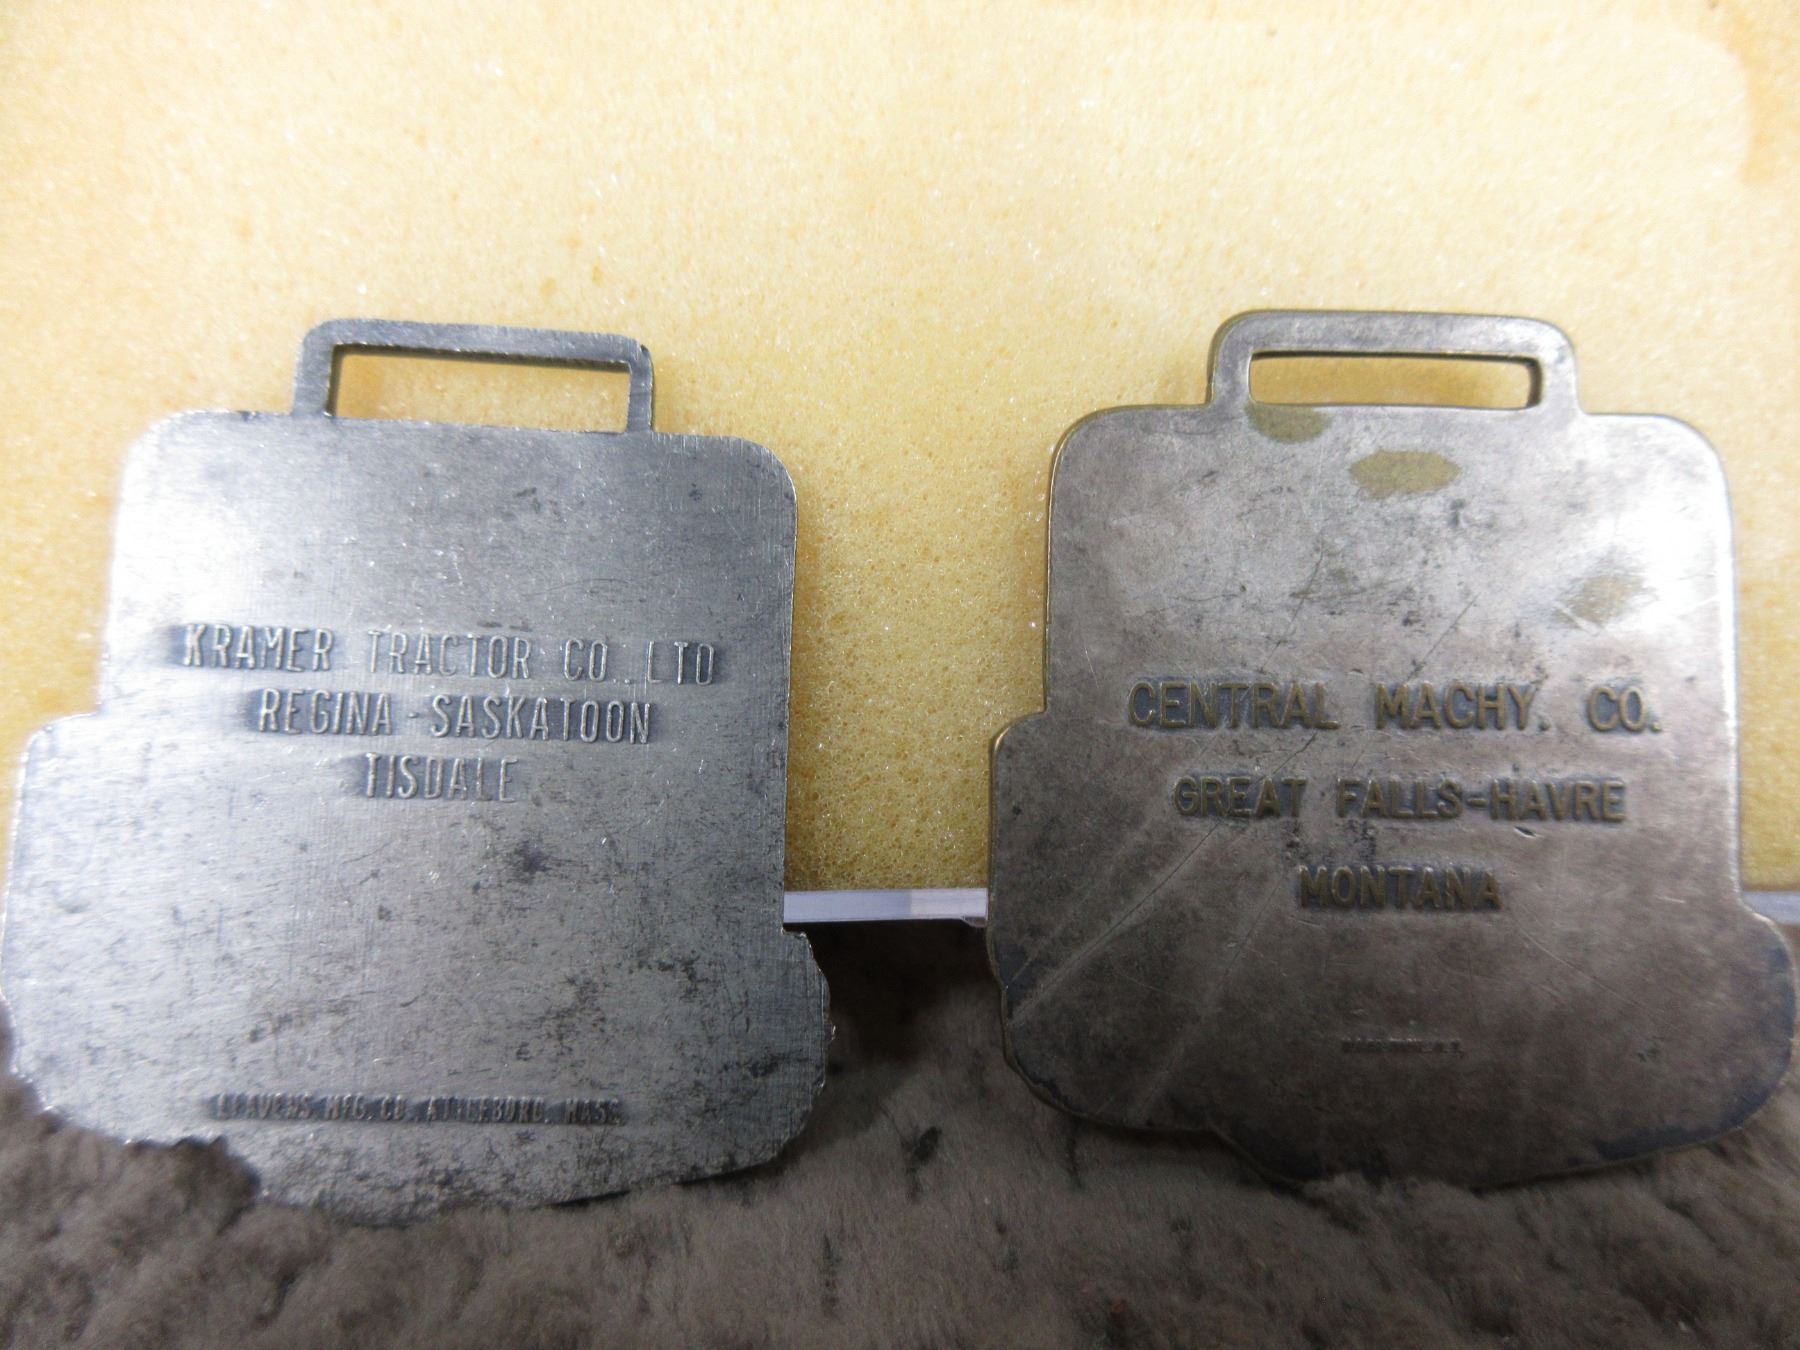 KRAMER TRACTOR CO. LTD
REGINA - SASKATOON
TISDALE
LEAVENS MFG. CO. ATTLEBORO, MASS.
CENTRAL MACHY. CO.
GREAT FALLS-HAVRE
MONTANA